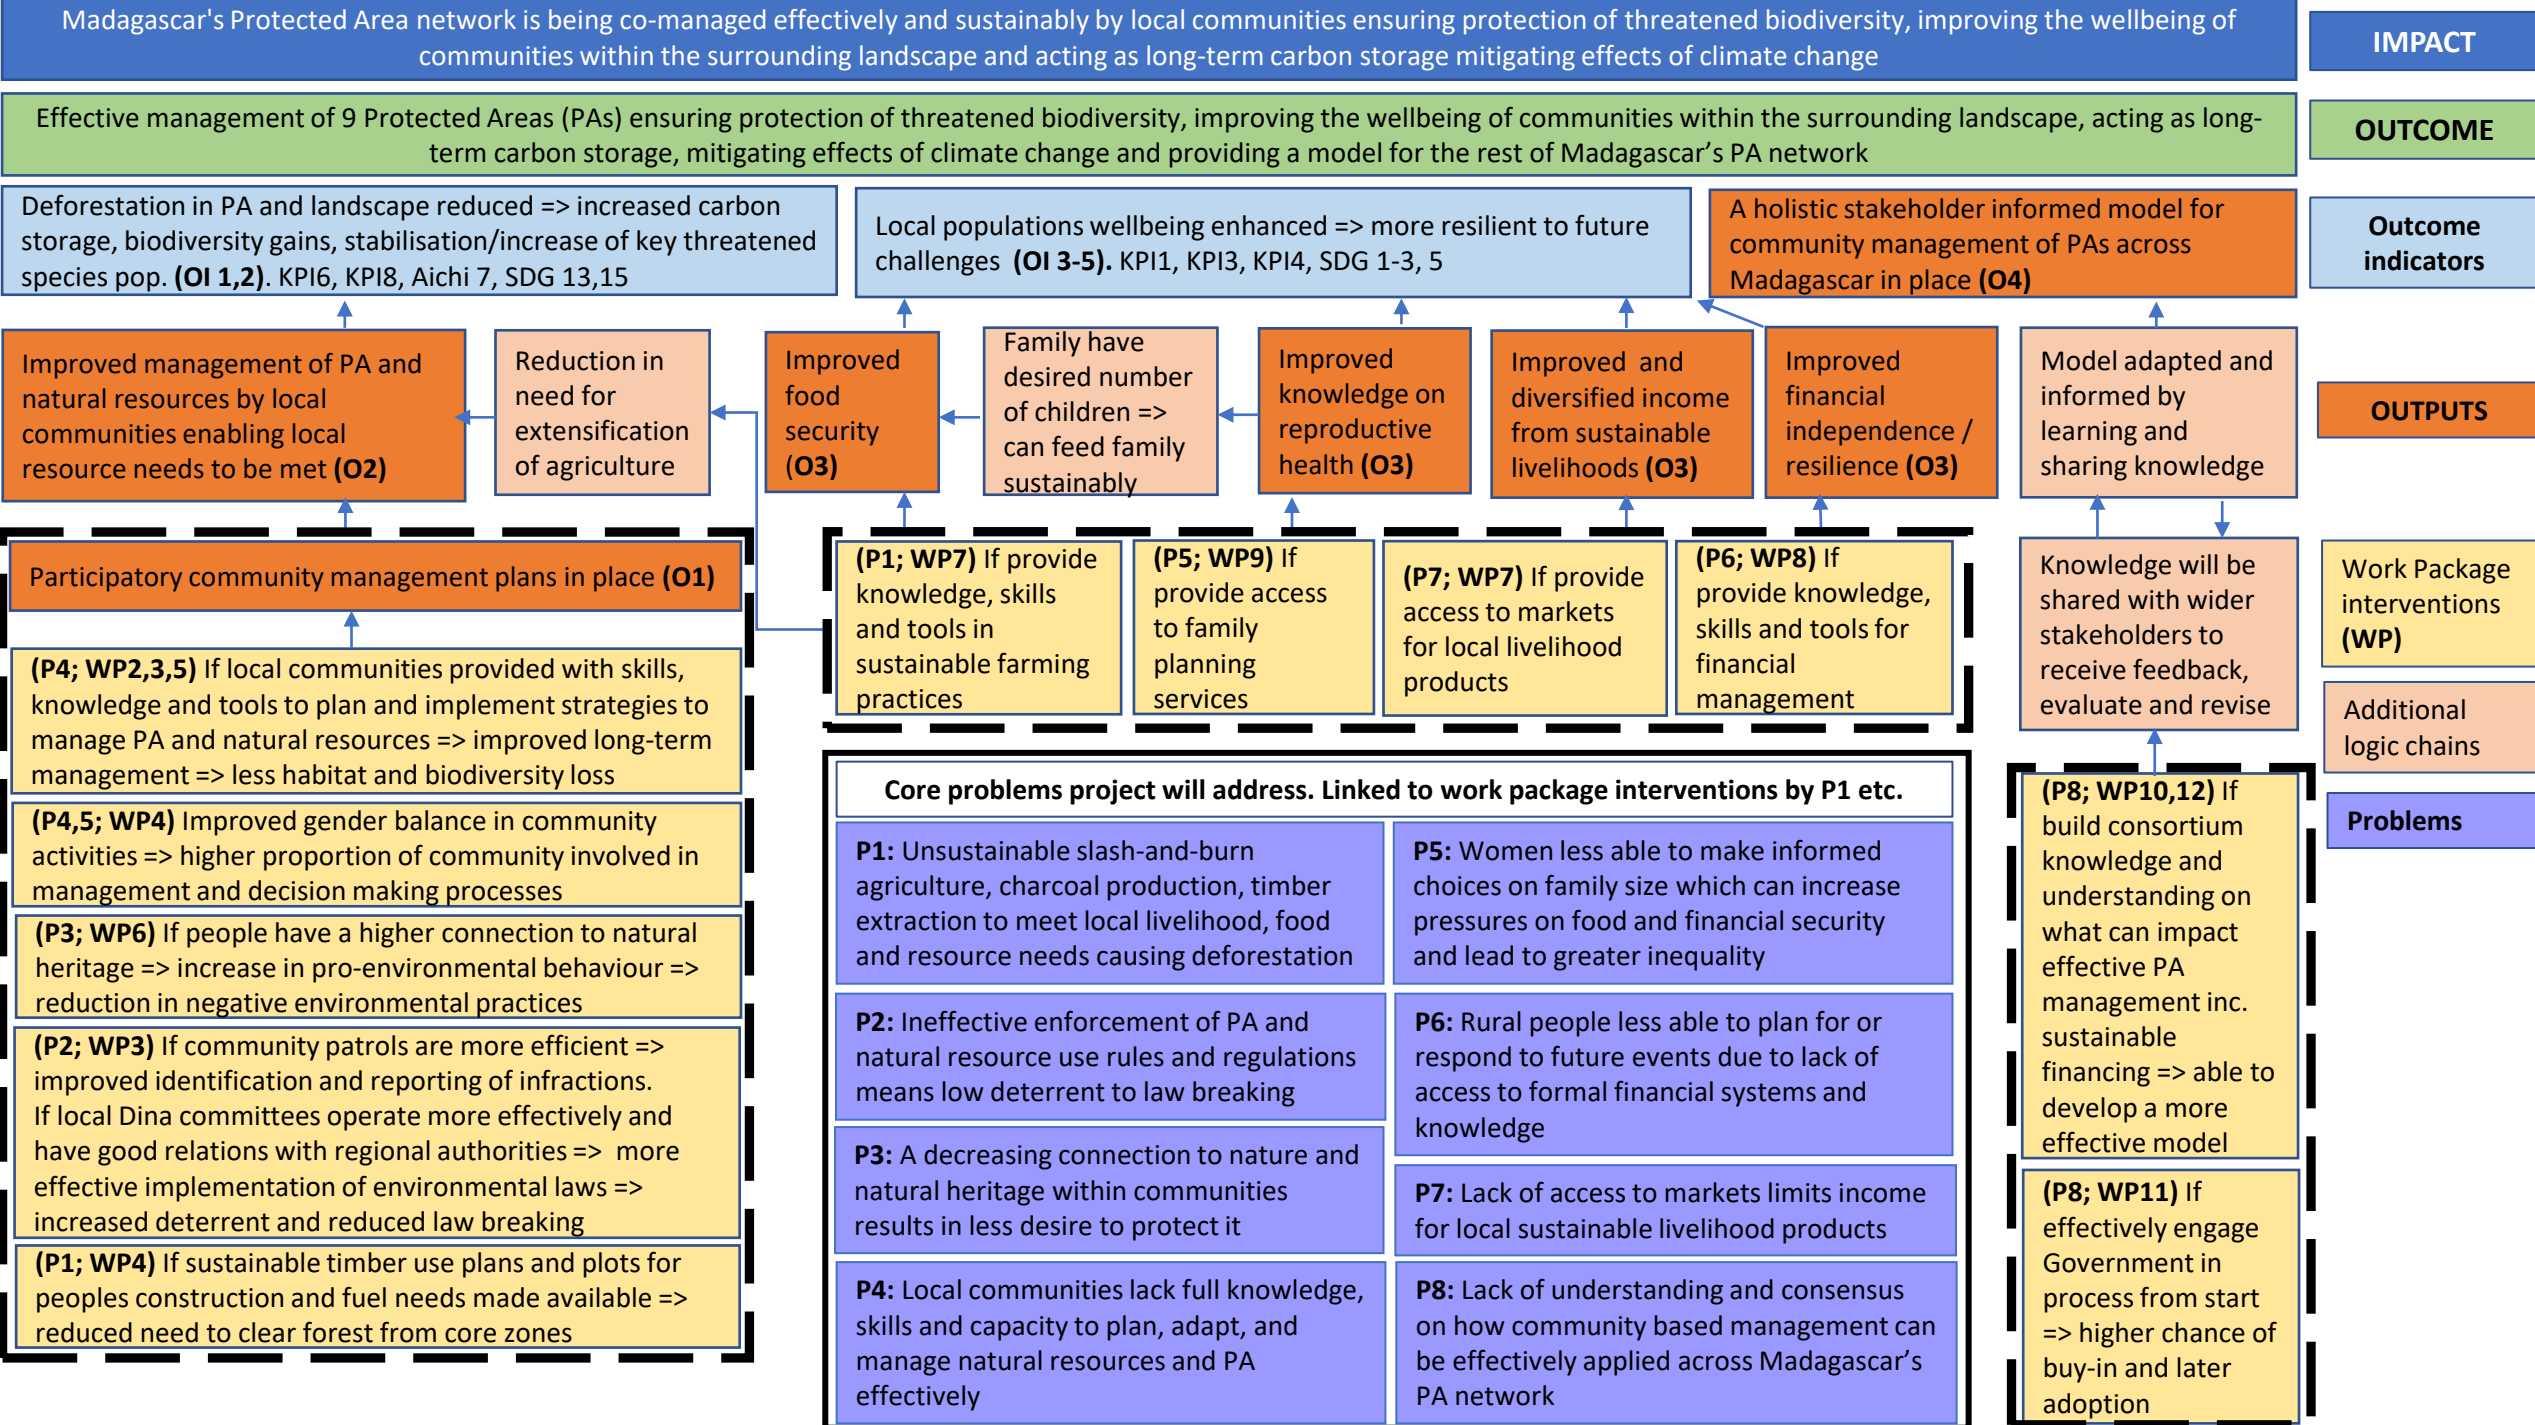 Madagascar's Protected Area network is being co-managed effectively and sustainably by local communities ensuring protection of threatened biodiversity, improving the wellbeing of
communities within the surrounding landscape and acting as long-term carbon storage mitigating effects of climate change
IMPACT
Effective management of 9 Protected Areas (PAs) ensuring protection of threatened biodiversity, improving the wellbeing of communities within the surrounding landscape, acting as long-
term carbon storage, mitigating effects of climate change and providing a model for the rest of Madagascar’s PA network
OUTCOME
Deforestation in PA and landscape reduced => increased carbon
storage, biodiversity gains, stabilisation/increase of key threatened
species pop. (OI 1,2). KPI6, KPI8, Aichi 7, SDG 13,15
Local populations wellbeing enhanced => more resilient to future
challenges (OI 3-5). KPI1, KPI3, KPI4, SDG 1-3, 5
A holistic stakeholder informed model for
community management of PAs across
Madagascar in place (O4)
Outcome
indicators
Improved management of PA and
natural resources by local
communities enabling local
resource needs to be met (O2)
Reduction in
need for
extensification
of agriculture
Improved
food
security
(O3)
Family have
desired number
of children =>
can feed family
sustainably
Improved
knowledge on
reproductive
health (O3)
Improved and
diversified income
from sustainable
livelihoods (O3)
Improved
financial
independence /
resilience (O3)
Model adapted and
informed by
learning and
sharing knowledge
OUTPUTS
Participatory community management plans in place (O1)
(P4; WP2,3,5) If local communities provided with skills,
knowledge and tools to plan and implement strategies to
manage PA and natural resources => improved long-term
management => less habitat and biodiversity loss
(P4,5; WP4) Improved gender balance in community
activities => higher proportion of community involved in
management and decision making processes
(P3; WP6) If people have a higher connection to natural
heritage => increase in pro-environmental behaviour =>
reduction in negative environmental practices
(P2; WP3) If community patrols are more efficient =>
improved identification and reporting of infractions.
If local Dina committees operate more effectively and
have good relations with regional authorities => more
effective implementation of environmental laws =>
increased deterrent and reduced law breaking
(P1; WP4) If sustainable timber use plans and plots for
peoples construction and fuel needs made available =>
reduced need to clear forest from core zones
(P1; WP7) If provide
knowledge, skills
and tools in
sustainable farming
practices
(P5; WP9) If
provide access
to family
planning
services
(P7; WP7) If provide
access to markets
for local livelihood
products
(P6; WP8) If
provide knowledge,
skills and tools for
financial
management
Core problems project will address. Linked to work package interventions by P1 etc.
P1: Unsustainable slash-and-burn
agriculture, charcoal production, timber
extraction to meet local livelihood, food
and resource needs causing deforestation
P2: Ineffective enforcement of PA and
natural resource use rules and regulations
means low deterrent to law breaking
P3: A decreasing connection to nature and
natural heritage within communities
results in less desire to protect it
P4: Local communities lack full knowledge,
skills and capacity to plan, adapt, and
manage natural resources and PA
effectively
P5: Women less able to make informed
choices on family size which can increase
pressures on food and financial security
and lead to greater inequality
P6: Rural people less able to plan for or
respond to future events due to lack of
access to formal financial systems and
knowledge
P7: Lack of access to markets limits income
for local sustainable livelihood products
P8: Lack of understanding and consensus
on how community based management can
be effectively applied across Madagascar’s
PA network
Knowledge will be
shared with wider
stakeholders to
receive feedback,
evaluate and revise
(P8; WP10,12) If
build consortium
knowledge and
understanding on
what can impact
effective PA
management inc.
sustainable
financing => able to
develop a more
effective model
(P8; WP11) If
effectively engage
Government in
process from start
=> higher chance of
buy-in and later
adoption
Work Package
interventions
(WP)
Additional
logic chains
Problems